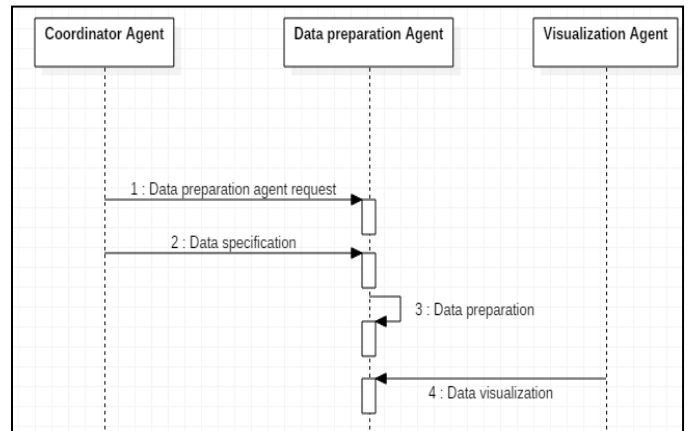 Coordinator Agent
Data preparation Agent
Visualization Agent
1 : Data preparation agent request
2 : Data specification
3 : Data preparation
4 : Data visualization